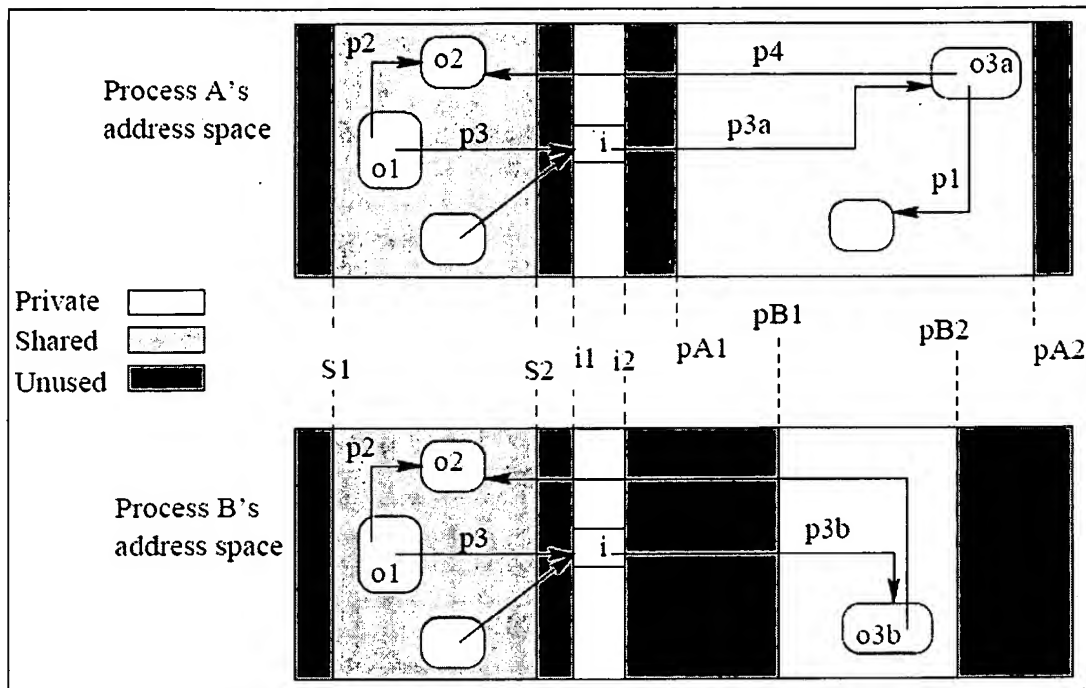 p2
o2
p4
o3a
Process A's
address space
p3
i
p3a
o1
p1
Private
Shared
Unused
S1
S2
i1
i2
pA1
pB1
pB2
pA2
p2
o2
Process B's
address space
p3
i
p3b
o1
o3b